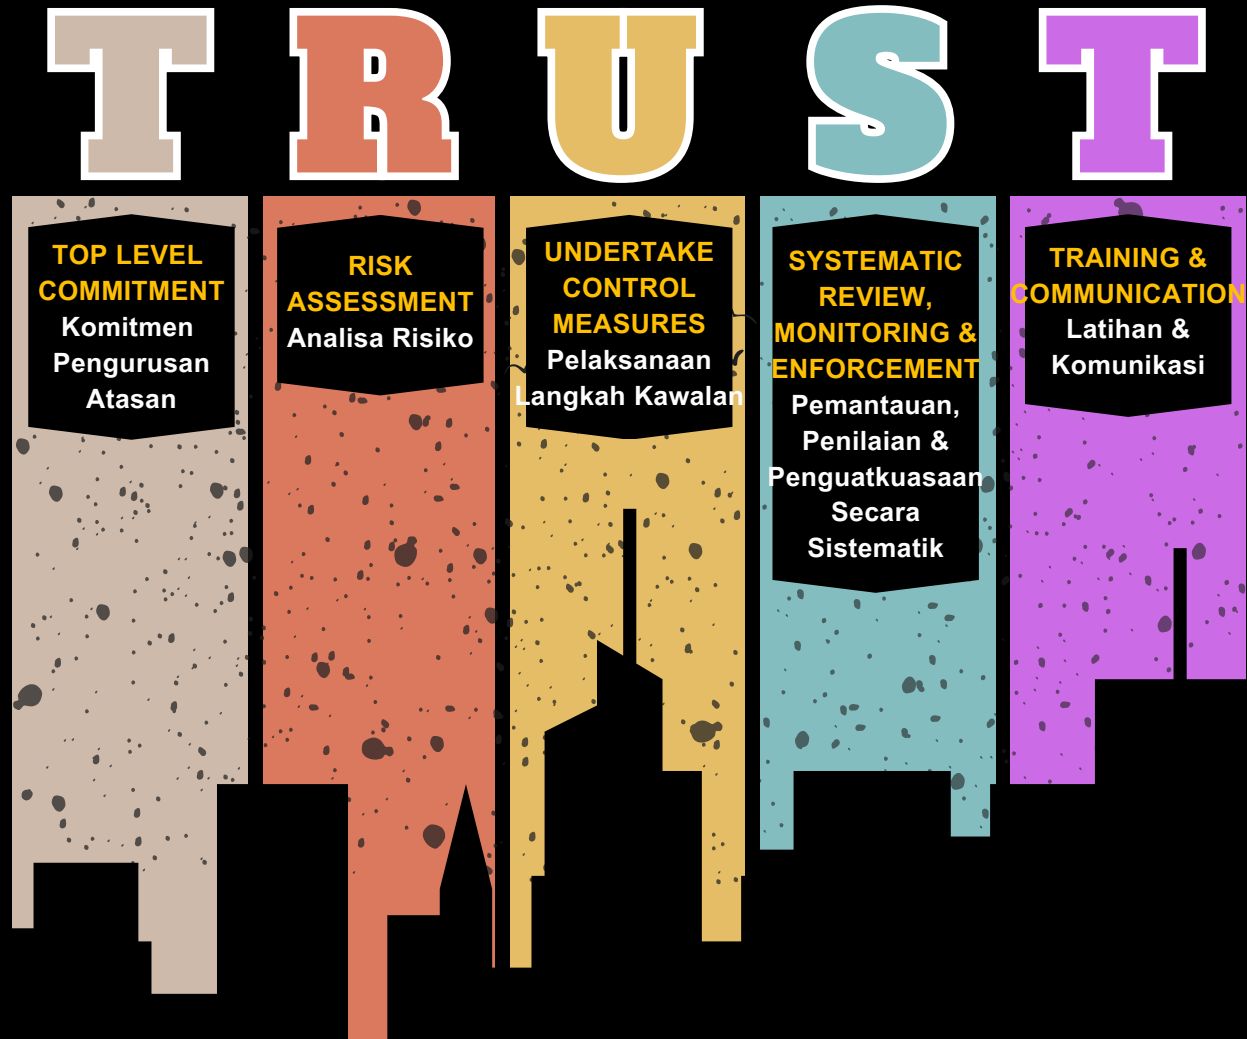 TRUST
TOP LEVEL
COMMITMENT
Komitmen
Pengurusan
Atasan
RISK
ASSESSMENT
Analisa Risiko
UNDERTAKE
CONTROL
MEASURES
Pelaksanaan
Langkah Kawalan
SYSTEMATIC
REVIEW,
MONITORING &
ENFORCEMENT
Pemantauan,
Penilaian &
Penguatkuasaan
Secara
Sistematik
TRAINING &
COMMUNICATION
Latihan &
Komunikasi